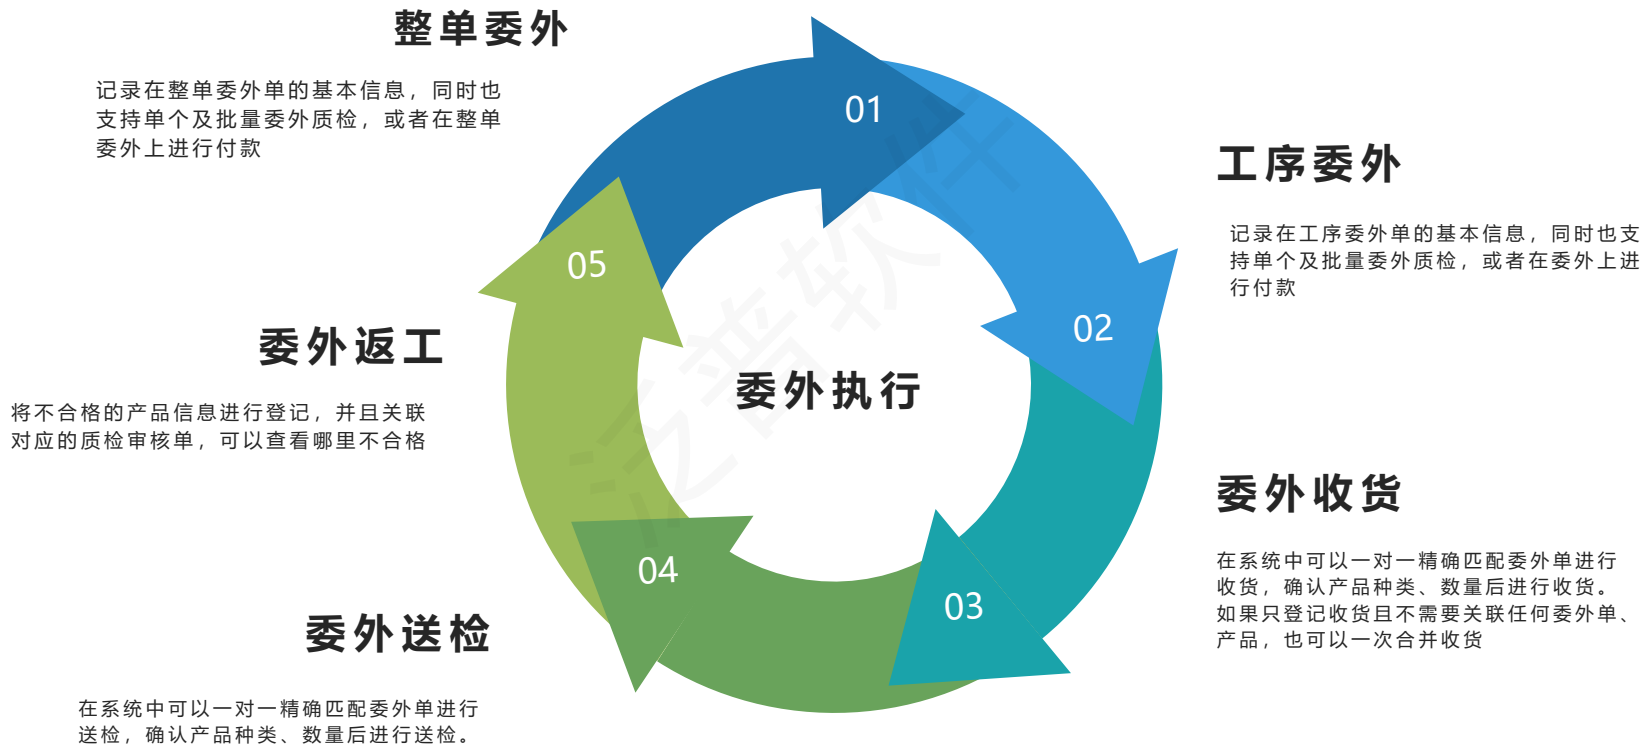 整单委外
记录在整单委外单的基本信息，同时也
支持单个及批量委外质检，或者在整单
委外上进行付款
01
工序委外
记录在工序委外单的基本信息，同时也支
持单个及批量委外质检，或者在委外上进
行付款
02
委外收货
在系统中可以一对一精确匹配委外单进行
收货，确认产品种类、数量后进行收货。
如果只登记收货且不需要关联任何委外单、
产品，也可以一次合并收货
03
委外送检
在系统中可以一对一精确匹配委外单进行
送检，确认产品种类、数量后进行送检。
04
委外返工
将不合格的产品信息进行登记，并且关联
对应的质检审核单，可以查看哪里不合格
05
委外执行
泛普软件